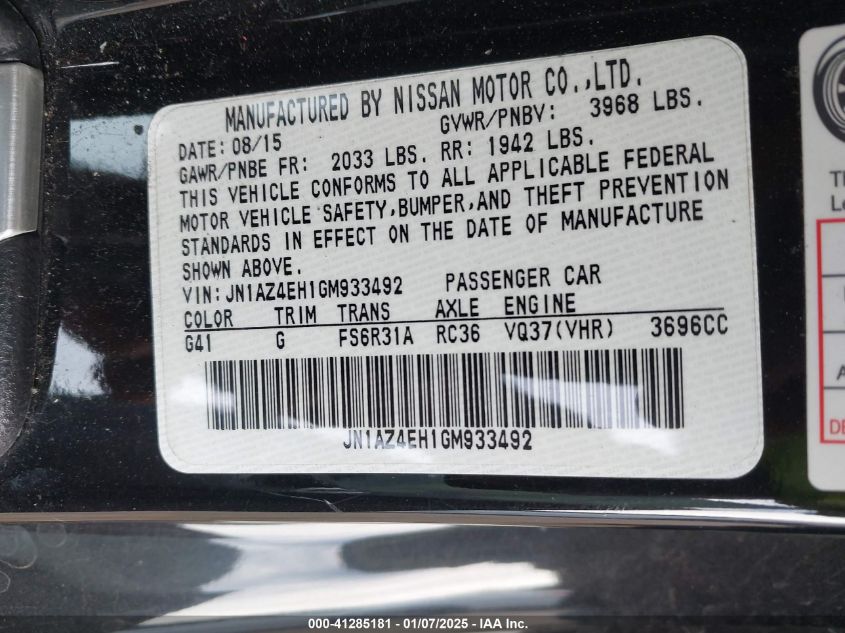 MANUFACTURED BY NISSAN MOTOR CO.,LTD.
DATE: 08/15 GVWR/PNBV: 3968 LBS.
GAWR/PNBE FR: 2033 LBS. RR: 1942 LBS.
THIS VEHICLE CONFORMS TO ALL APPLICABLE FEDERAL
MOTOR VEHICLE SAFETY,BUMPER,AND THEFT PREVENTION
STANDARDS IN EFFECT ON THE DATE OF MANUFACTURE
SHOWN ABOVE.
VIN:JN1AZ4EH1GM933492 PASSENGER CAR
COLOR TRIM TRANS AXLE ENGINE
G41 G FS6R31A RC36 VQ37(VHR) 3696CC
JN1AZ4EH1GM933492
000-41285181 - 01/07/2025 - IAA Inc.